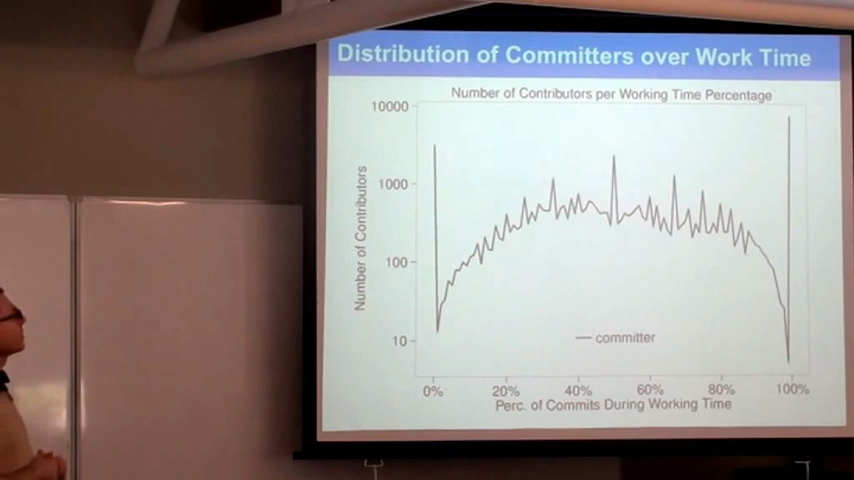 Distribution of Committers over Work Time
Number of Contributors per Working Time Percentage
10000
1000
100
10
Number of Contributors
committer
0% 20% 40% 60% 80% 100%
Perc. of Commits During Working Time